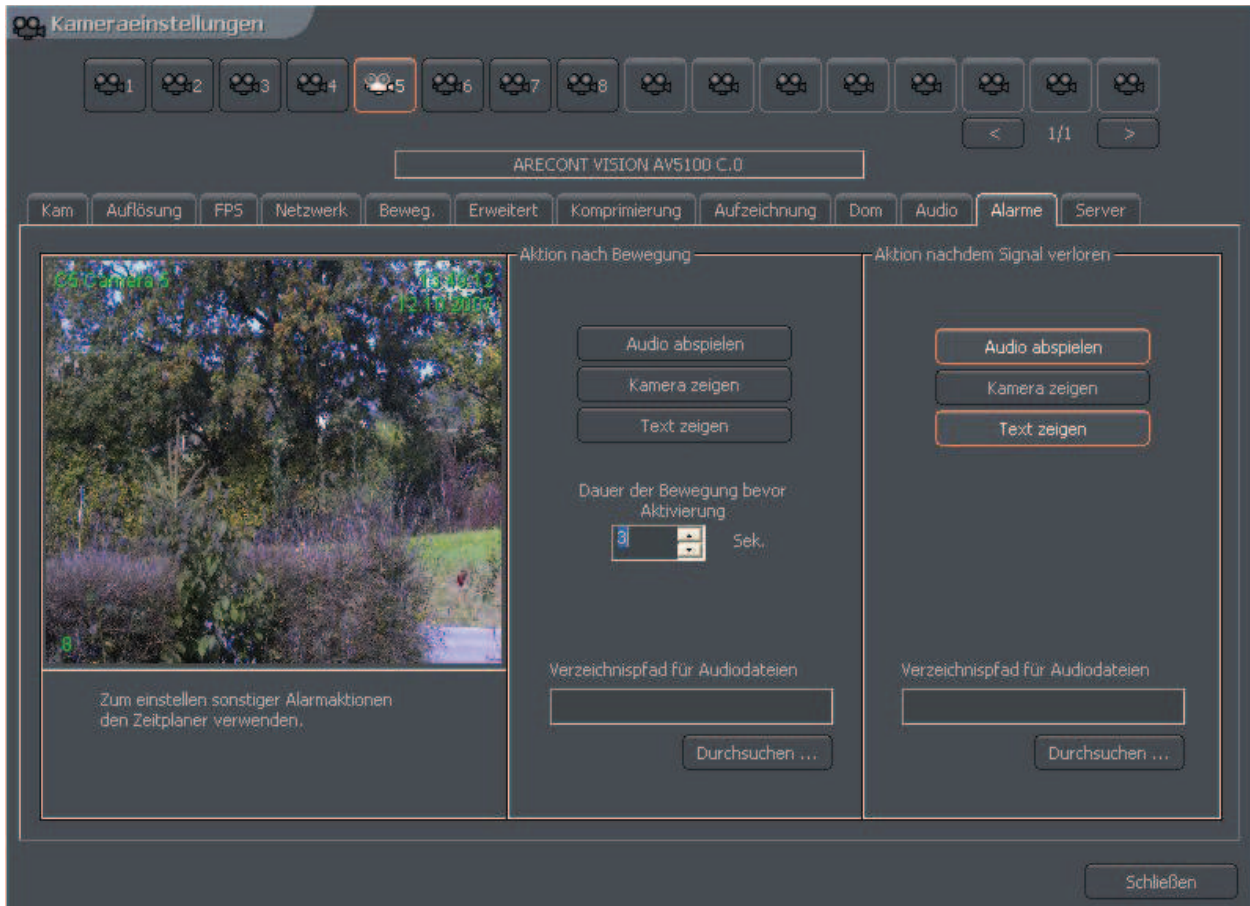 Kameraeinstellungen
1 2 3 4 5 6 7 8
< 1/1 >
ARECONT VISION AV5100 C.0
Kam Auflösung FPS Netzwerk Beweg. Erweitert Komprimierung Aufzeichnung Dom Audio Alarme Server
C5 Camera 5
12.10.2007
8
Zum einstellen sonstiger Alarmaktionen
den Zeitplaner verwenden.
Aktion nach Bewegung
Audio abspielen
Kamera zeigen
Text zeigen
Dauer der Bewegung bevor
Aktivierung
3 Sek.
Verzeichnispfad für Audiodateien
Durchsuchen ...
Aktion nachdem Signal verloren
Audio abspielen
Kamera zeigen
Text zeigen
Verzeichnispfad für Audiodateien
Durchsuchen ...
Schließen